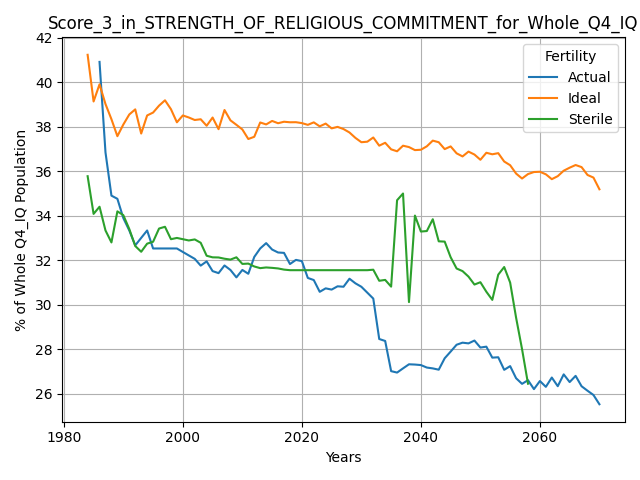 Score_3_in_STRENGTH_OF_RELIGIOUS_COMMITMENT_for_Whole_Q4_IQ
% of Whole Q4_IQ Population
42
40
38
36
34
32
30
28
26
Fertility
Actual
Ideal
Sterile
1980
2000
2020
2040
2060
Years